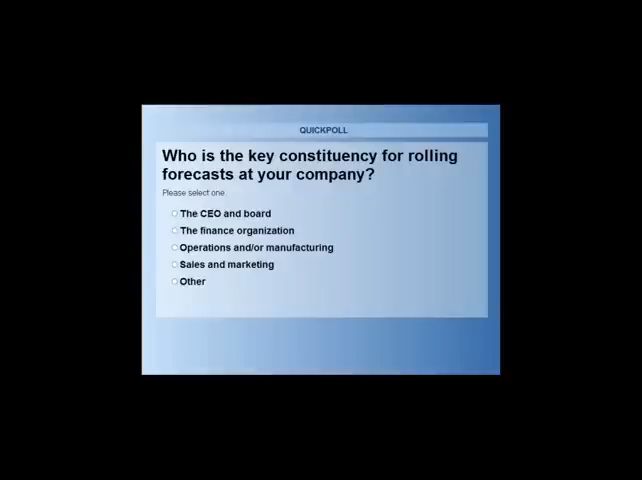 QUICKPOLL
Who is the key constituency for rolling
forecasts at your company?
Please select one.
The CEO and board
The finance organization
Operations and/or manufacturing
Sales and marketing
Other